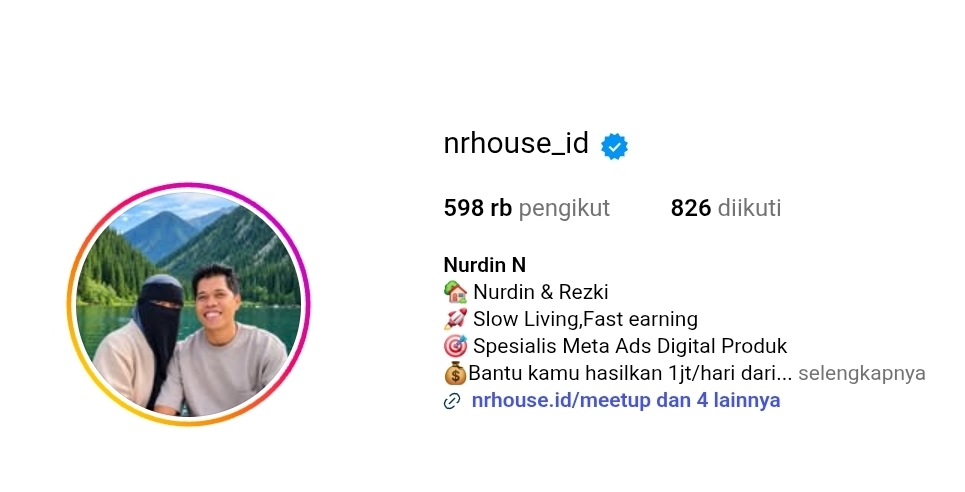 nrhouse_id
598 rb pengikut 826 diikuti
Nurdin N
🏡 Nurdin & Rezki
🚀 Slow Living,Fast earning
🎯 Spesialis Meta Ads Digital Produk
💰Bantu kamu hasilkan 1jt/hari dari... selengkapnya
nrhouse.id/meetup dan 4 lainnya